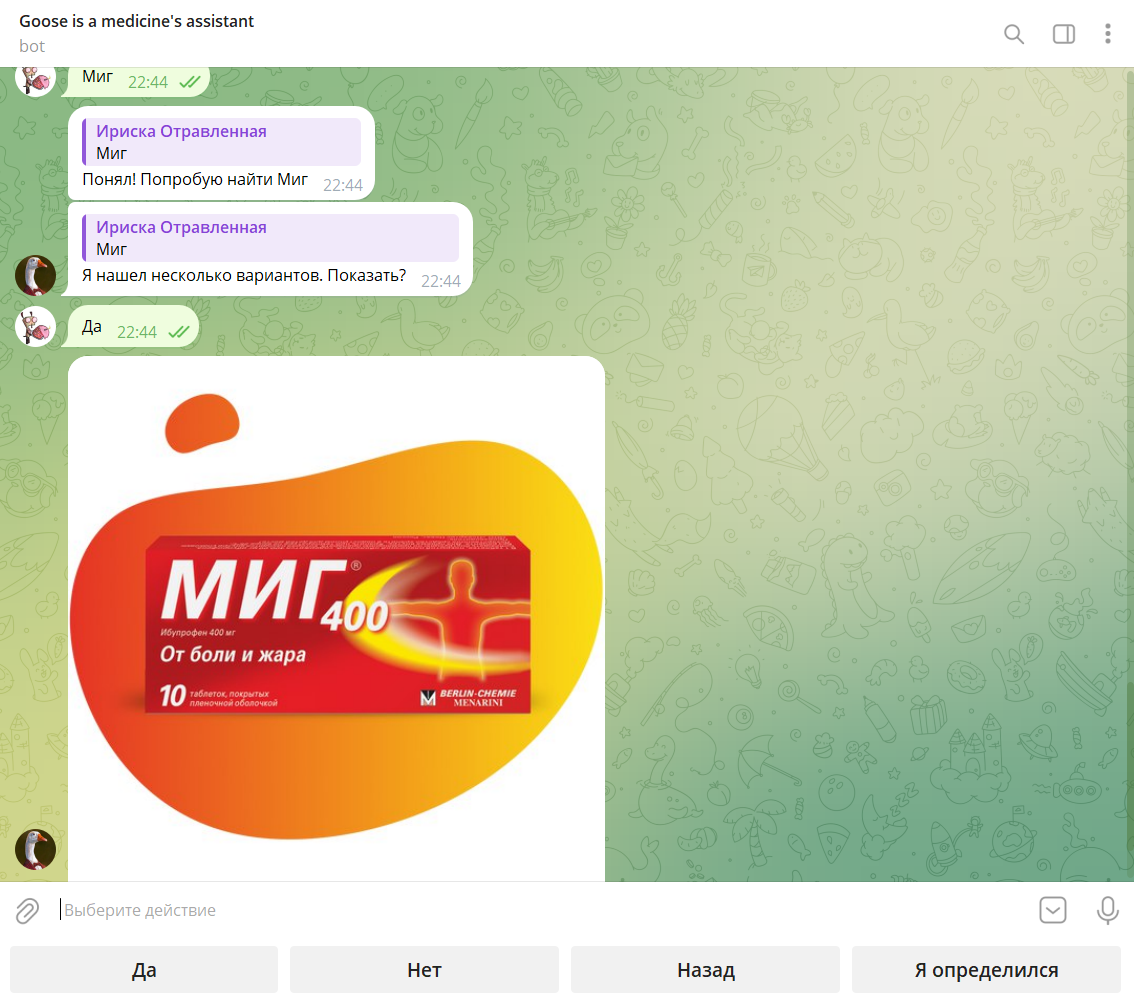 Goose is a medicine's assistant
bot
Миг 22:44
Ириска Отравленная
Миг
Понял! Попробую найти Миг 22:44
Ириска Отравленная
Миг
Я нашел несколько вариантов. Показать? 22:44
Да 22:44
МИГ®
400
Ибупрофен 400 мг
От боли и жара
10 таблеток, покрытых
пленочной оболочкой
BERLIN-CHEMIE
MENARINI
Выберите действие
Да
Нет
Назад
Я определился